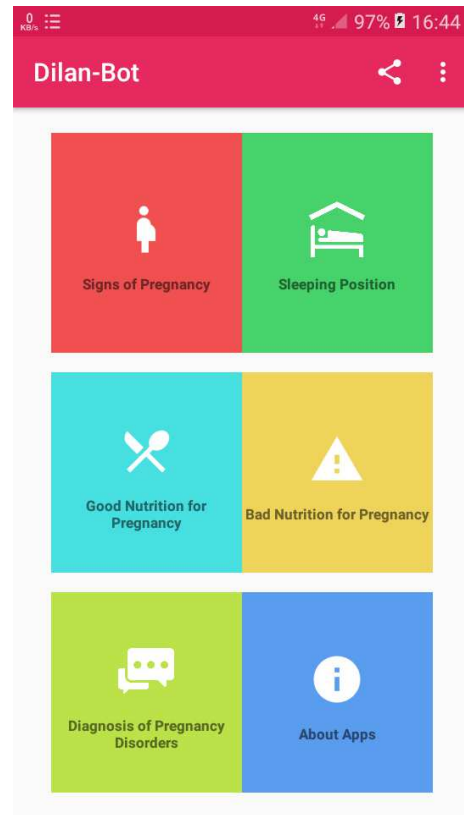 0
KB/s
4G
97%
16:44
Dilan-Bot
Signs of Pregnancy
Sleeping Position
Good Nutrition for
Pregnancy
Bad Nutrition for Pregnancy
Diagnosis of Pregnancy
Disorders
About Apps